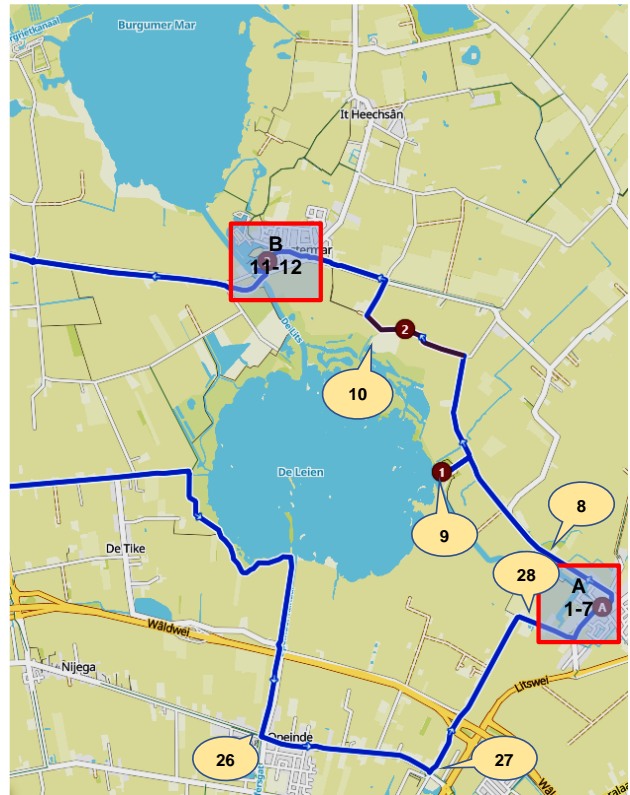 Burgumer Mar
It Heechsân
B
11-12
2
De Lits
10
De Leien
1
9
8
De Tike
28
A
1-7
A
Wâldwei
Litswei
Nijega
26
27
Wâldwei